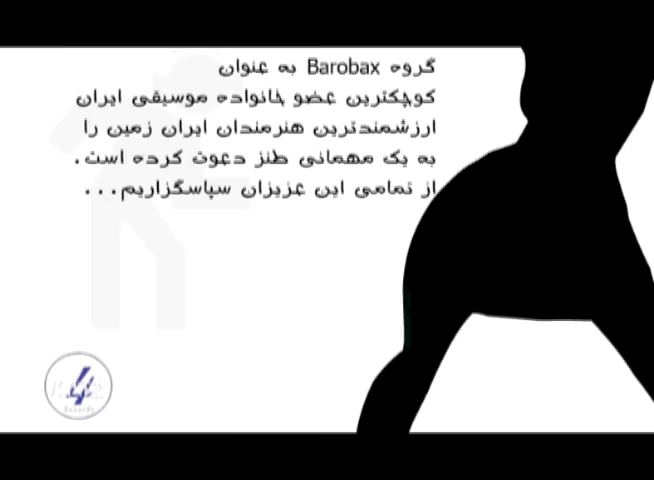 گروه Barobax به عنوان
کوچکترین عضو خانواده موسیقی ایران
ارزشمندترین هنرمندان ایران زمین را
به یک مهمانی طنز دعوت کرده است.
از تمامی این عزیزان سپاسگزاریم...
4